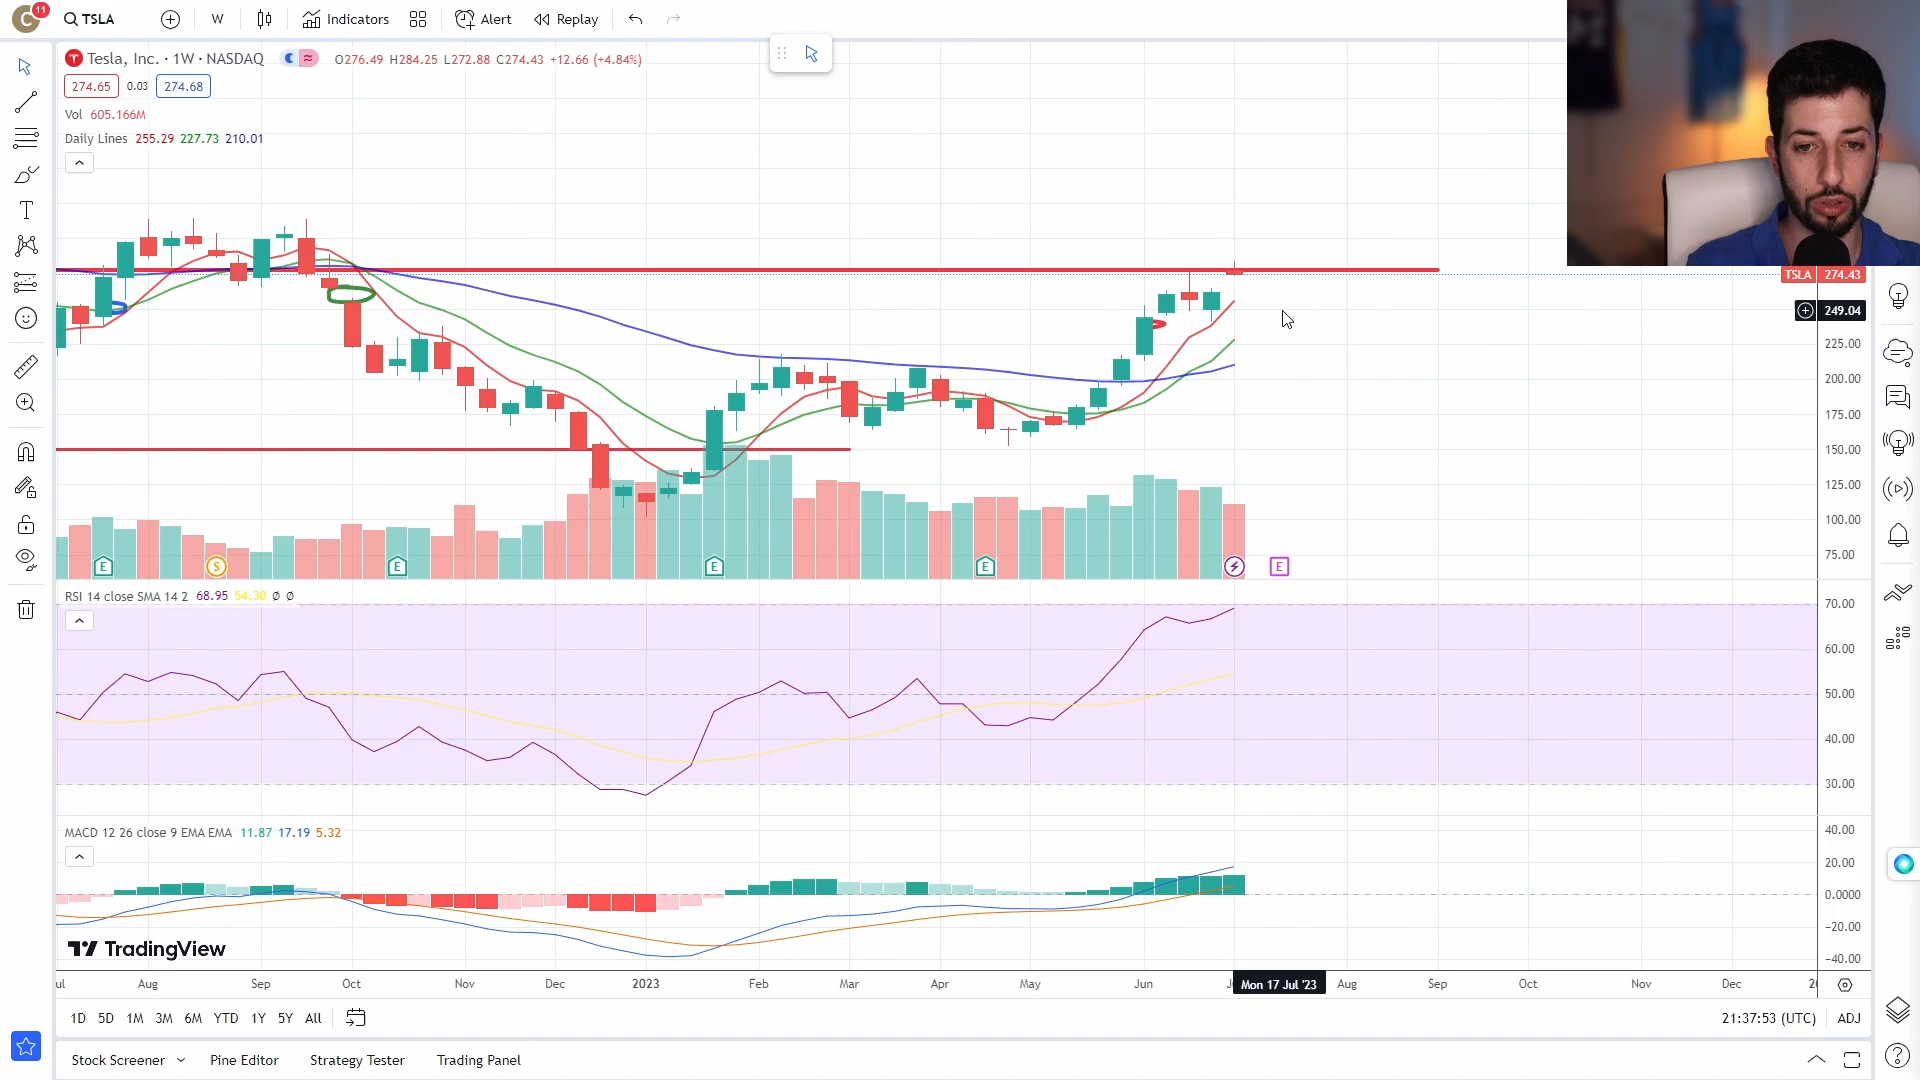 C 11 TSLA W Indicators Alert Replay
Tesla, Inc. · 1W · NASDAQ O276.49 H284.25 L272.88 C274.43 +12.66 (+4.84%)
274.65 0.03 274.68
Vol 605.166M
Daily Lines 255.29 227.73 210.01
TSLA 274.43
249.04
225.00
200.00
175.00
150.00
125.00
100.00
75.00
E S E E E E
RSI 14 close SMA 14 2 68.95 54.30 Ø Ø
70.00
60.00
50.00
40.00
30.00
MACD 12 26 close 9 EMA EMA 11.87 17.19 5.32
40.00
20.00
0.0000
−20.00
−40.00
TradingView
ul Aug Sep Oct Nov Dec 2023 Feb Mar Apr May Jun Mon 17 Jul '23 Aug Sep Oct Nov Dec
1D 5D 1M 3M 6M YTD 1Y 5Y All 21:37:53 (UTC) ADJ
Stock Screener Pine Editor Strategy Tester Trading Panel